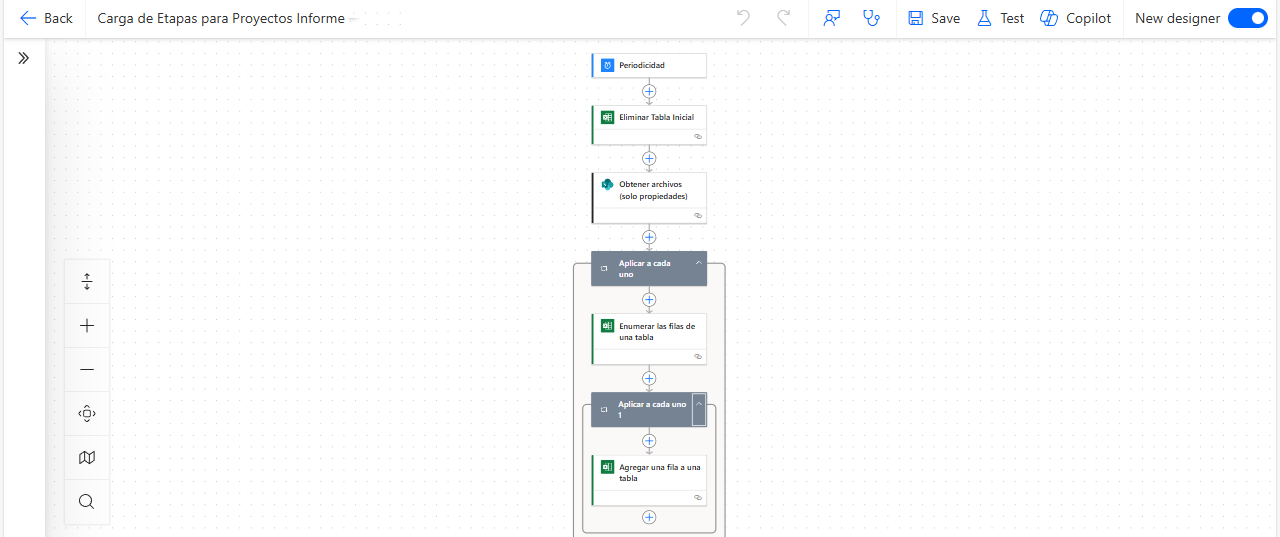 Back
Carga de Etapas para Proyectos Informe
Save
Test
Copilot
New designer
Periodicidad
Eliminar Tabla Inicial
Obtener archivos
(solo propiedades)
Aplicar a cada
uno
Enumerar las filas de
una tabla
Aplicar a cada uno
1
Agregar una fila a una
tabla